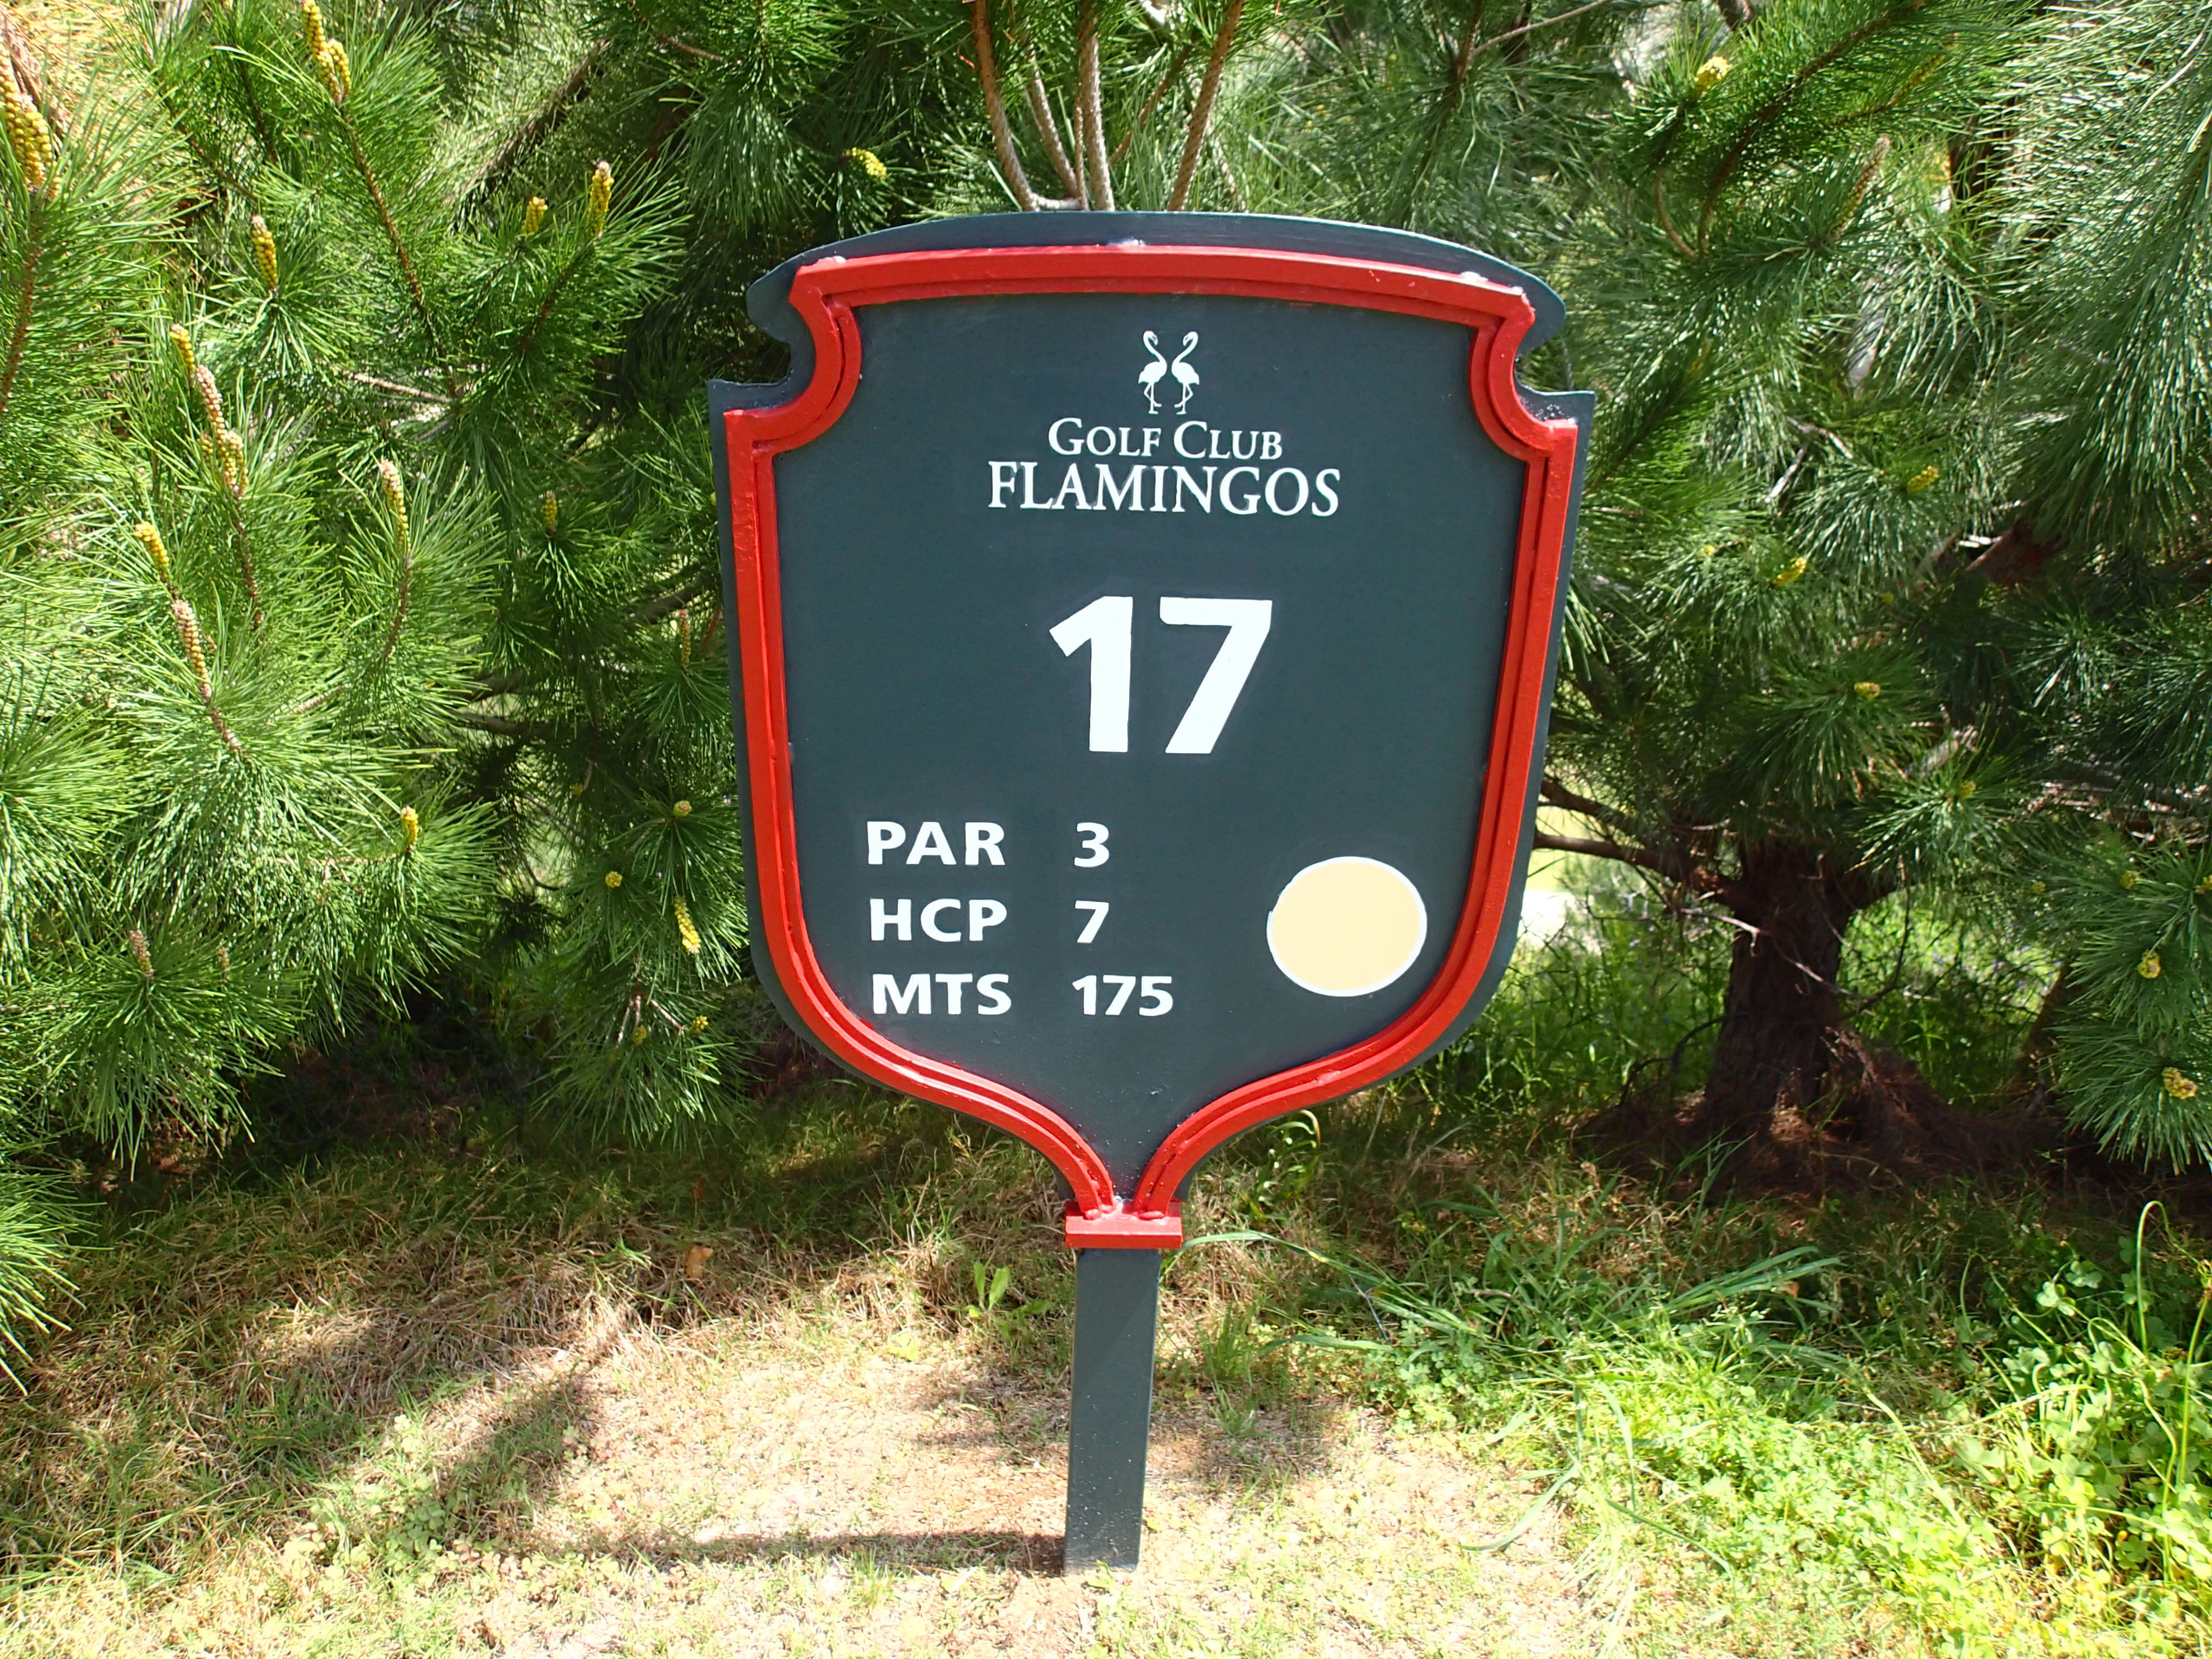 GOLF CLUB
FLAMINGOS
17
PAR 3
HCP 7
MTS 175